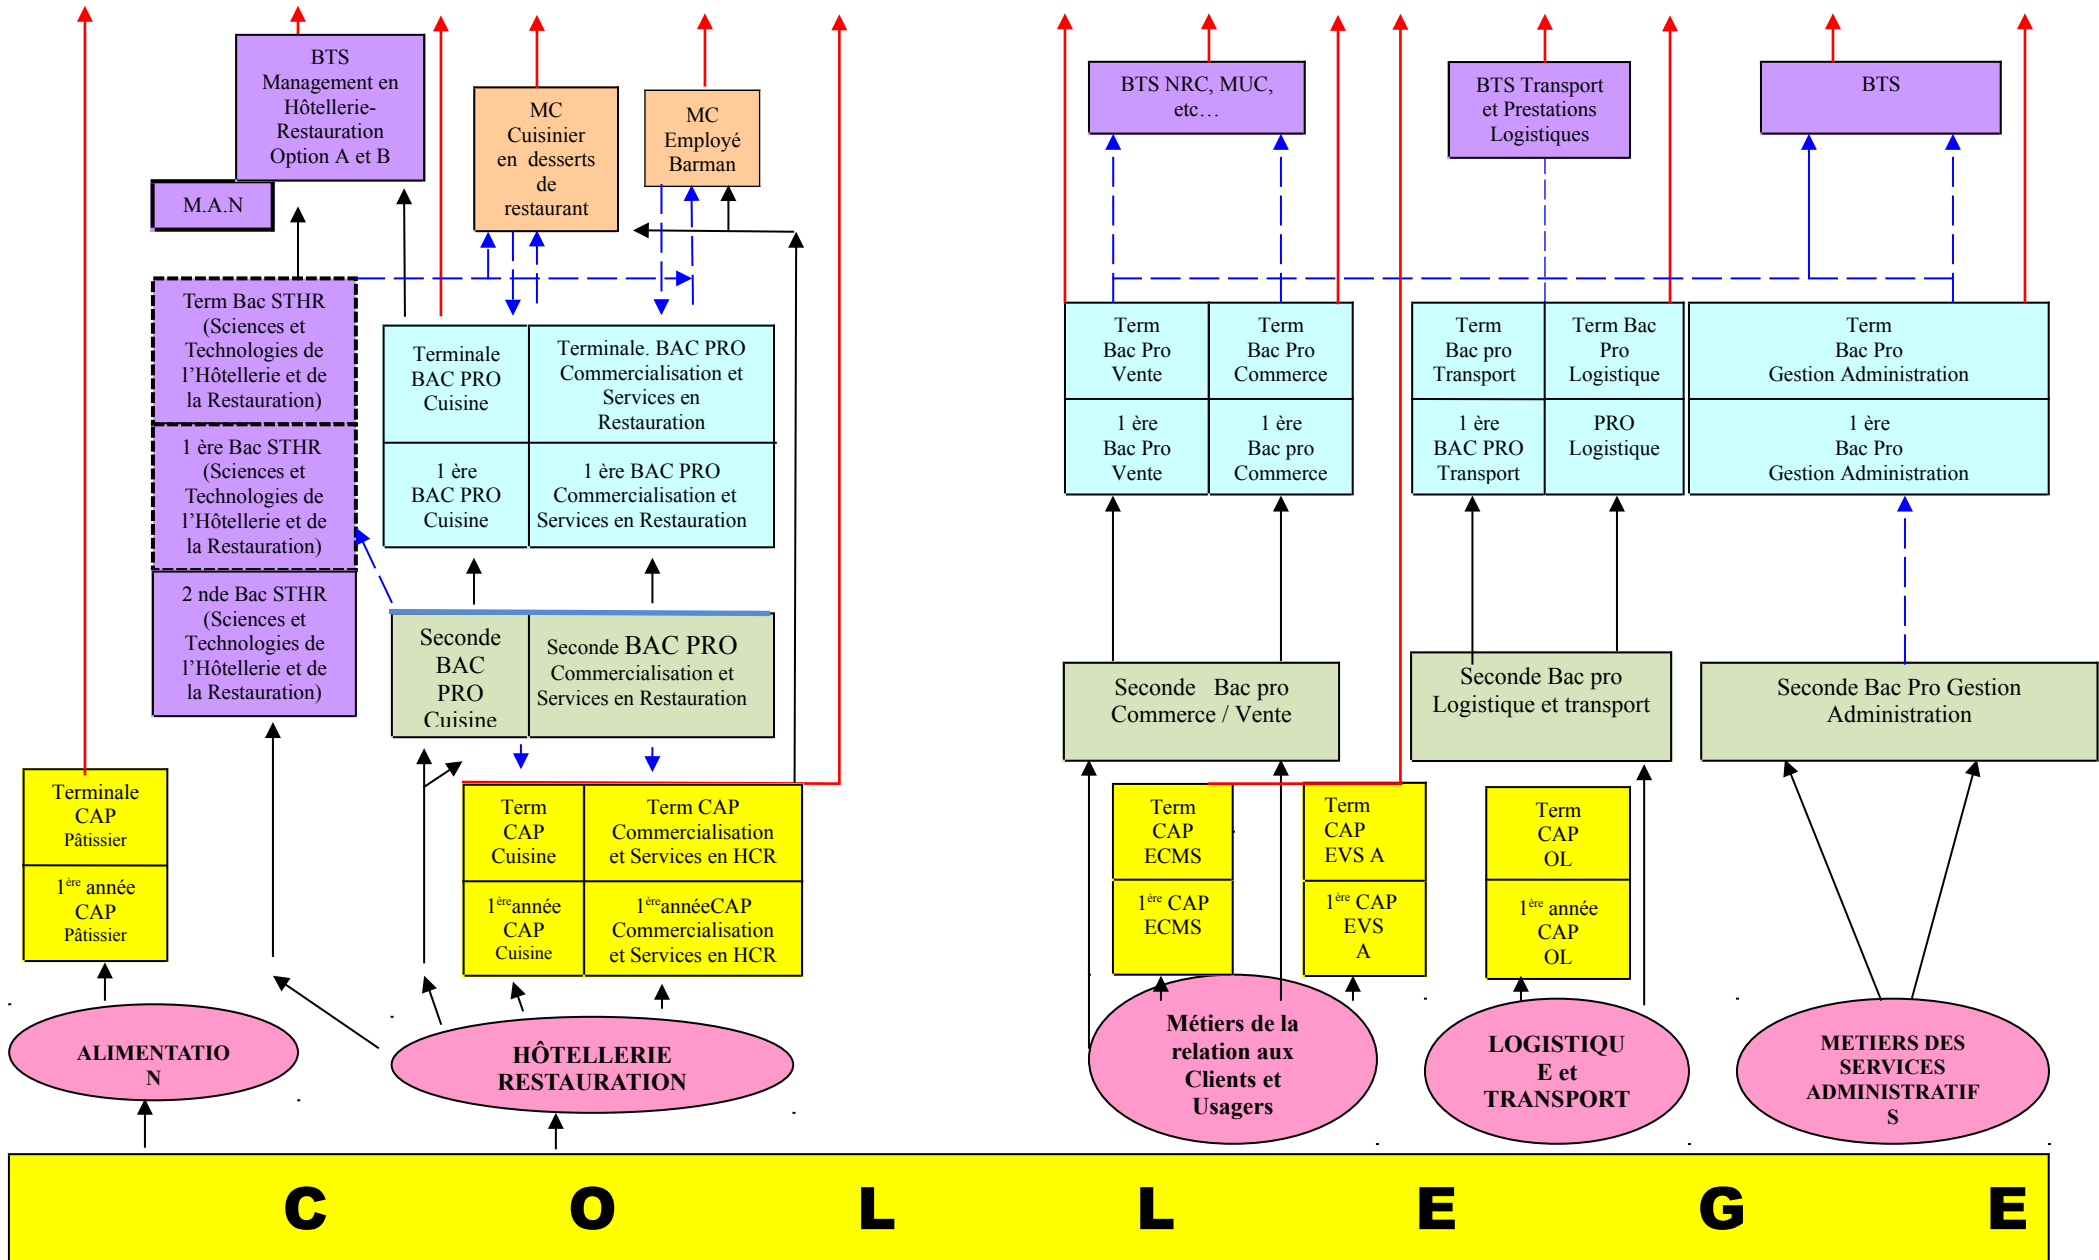 BTS
Management en
Hôtellerie-
Restauration
Option A et B
M.A.N
MC
Cuisinier
en desserts
de
restaurant
MC
Employé
Barman
BTS NRC, MUC,
etc…
BTS Transport
et Prestations
Logistiques
BTS
Term Bac STHR
(Sciences et
Technologies de
l’Hôtellerie et de
la Restauration)
1 ère Bac STHR
(Sciences et
Technologies de
l’Hôtellerie et de
la Restauration)
2 nde Bac STHR
(Sciences et
Technologies de
l’Hôtellerie et de
la Restauration)
Terminale
BAC PRO
Cuisine
Terminale. BAC PRO
Commercialisation et
Services en
Restauration
1 ère
BAC PRO
Cuisine
1 ère BAC PRO
Commercialisation et
Services en Restauration
Seconde
BAC
PRO
Cuisine
Seconde BAC PRO
Commercialisation et
Services en Restauration
Term
Bac Pro
Vente
Term
Bac Pro
Commerce
1 ère
Bac Pro
Vente
1 ère
Bac pro
Commerce
Term
Bac pro
Transport
Term Bac
Pro
Logistique
1 ère
BAC PRO
Transport
PRO
Logistique
Term
Bac Pro
Gestion Administration
1 ère
Bac Pro
Gestion Administration
Seconde Bac pro
Commerce / Vente
Seconde Bac pro
Logistique et transport
Seconde Bac Pro Gestion
Administration
Terminale
CAP
Pâtissier
1ère année
CAP
Pâtissier
Term
CAP
Cuisine
Term CAP
Commercialisation
et Services en HCR
1èreannée
CAP
Cuisine
1èreannéeCAP
Commercialisation
et Services en HCR
Term
CAP
ECMS
1ère CAP
ECMS
Term
CAP
EVS A
1ère CAP
EVS
A
Term
CAP
OL
1ère année
CAP
OL
ALIMENTATIO
N
HÔTELLERIE
RESTAURATION
Métiers de la
relation aux
Clients et
Usagers
LOGISTIQU
E et
TRANSPORT
METIERS DES
SERVICES
ADMINISTRATIF
S
C O L L E G E